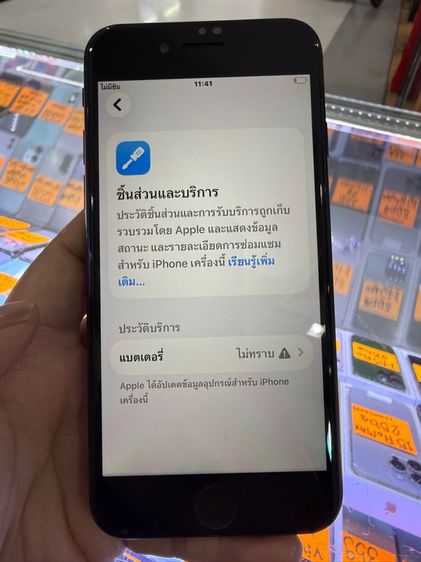 ไม่มีซิม
11:41
ชิ้นส่วนและบริการ
ประวัติชิ้นส่วนและการรับบริการถูกเก็บ
รวบรวมโดย Apple และแสดงข้อมูล
สถานะ และรายละเอียดการซ่อมแซม
สำหรับ iPhone เครื่องนี้ เรียนรู้เพิ่ม
เติม...
ประวัติบริการ
แบตเตอรี่ ไม่ทราบ
Apple ได้อัปเดตข้อมูลอุปกรณ์สำหรับ iPhone
เครื่องนี้